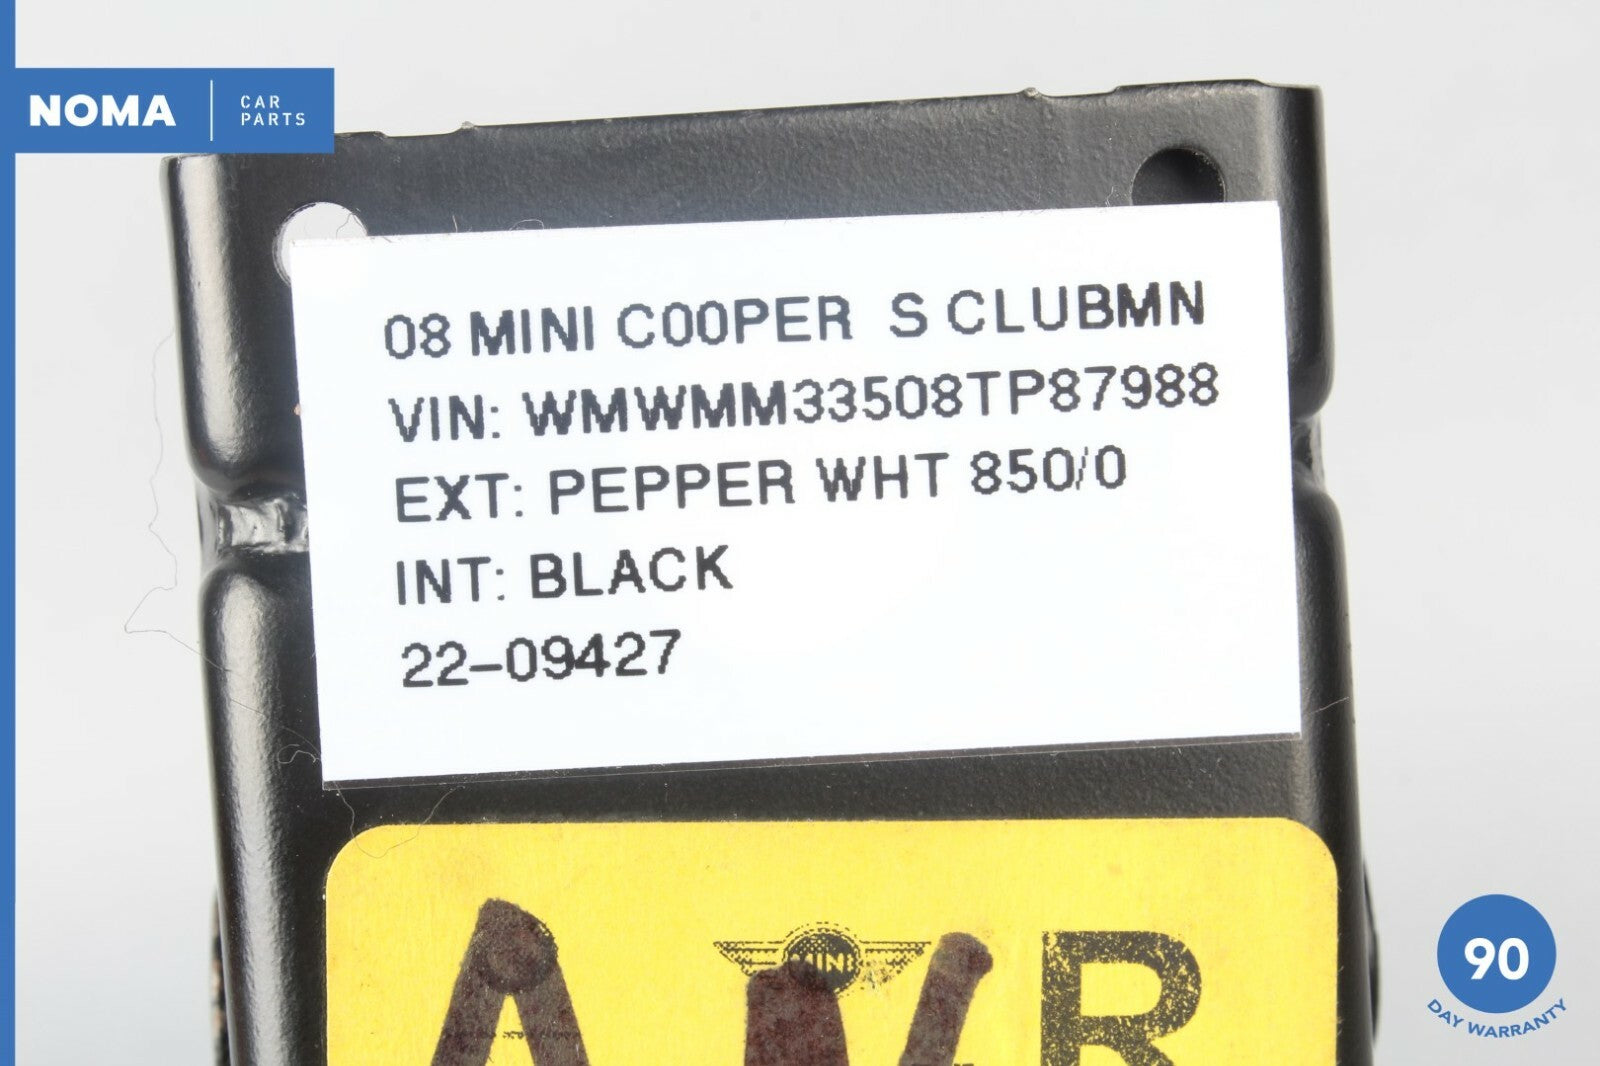 NOMA
CAR
PARTS
08 MINI COOPER S CLUBMN
VIN: WMWMM33508TP87988
EXT: PEPPER WHT 850/0
INT: BLACK
22-09427
MINI
R
90
DAY WARRANTY